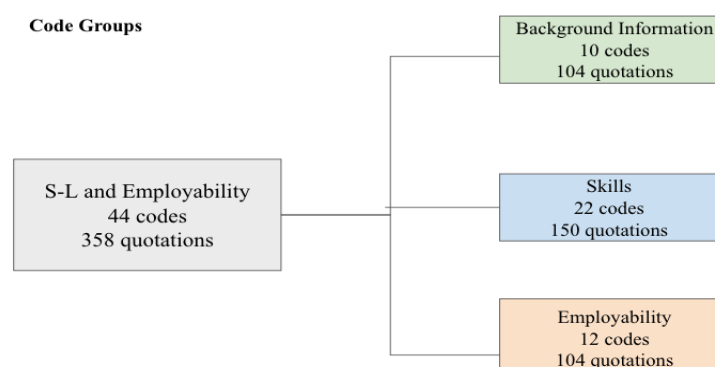 Code Groups
Background Information
10 codes
104 quotations
S-L and Employability
44 codes
358 quotations
Skills
22 codes
150 quotations
Employability
12 codes
104 quotations